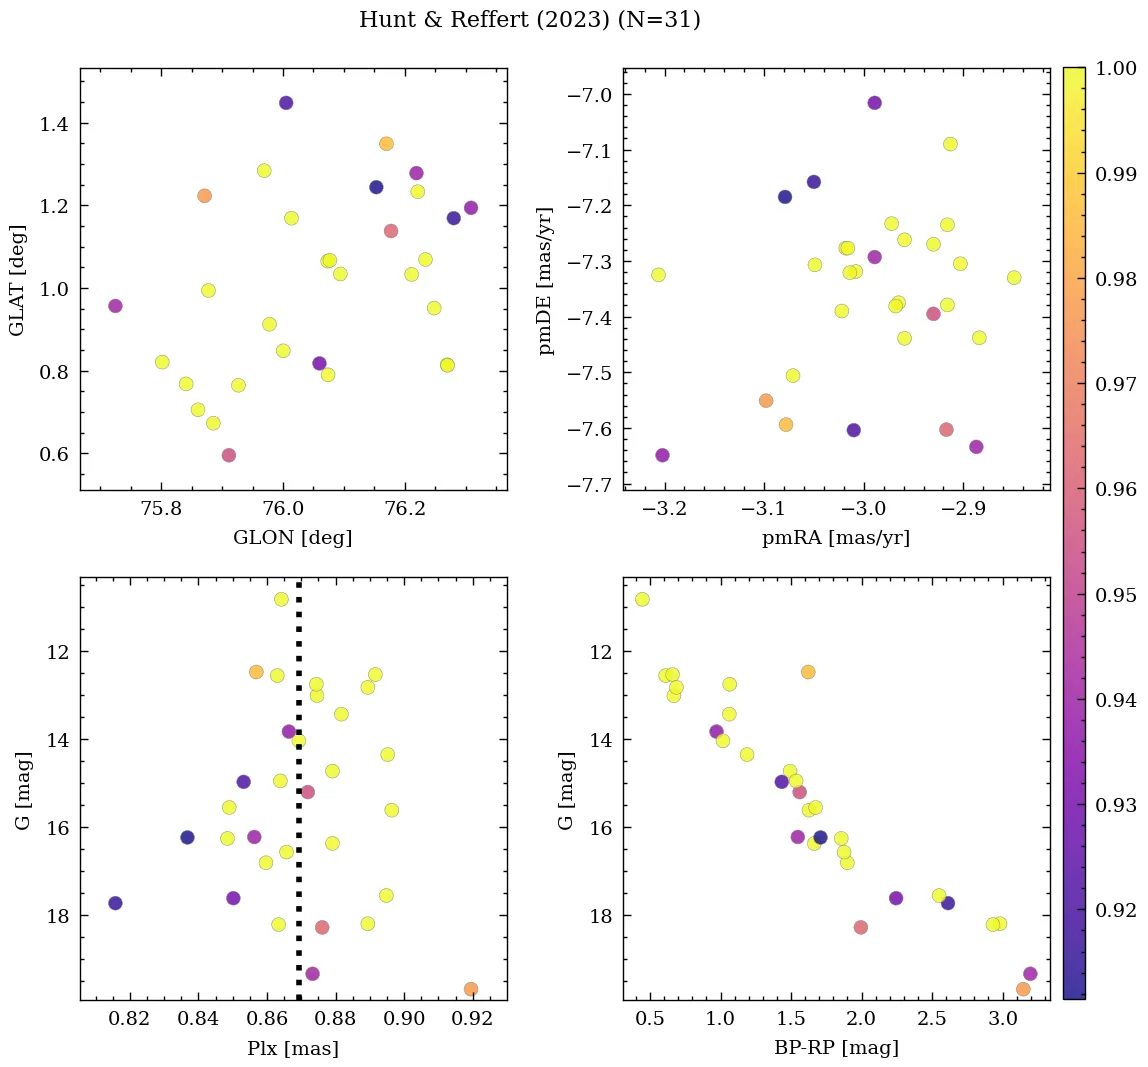 Hunt & Reffert (2023) (N=31)
1.4
1.2
1.0
0.8
0.6
GLAT [deg]
75.8 76.0 76.2
GLON [deg]
−7.0
−7.1
−7.2
−7.3
−7.4
−7.5
−7.6
−7.7
pmDE [mas/yr]
−3.2 −3.1 −3.0 −2.9
pmRA [mas/yr]
12
14
16
18
G [mag]
0.82 0.84 0.86 0.88 0.90 0.92
Plx [mas]
12
14
16
18
G [mag]
0.5 1.0 1.5 2.0 2.5 3.0
BP-RP [mag]
1.00
0.99
0.98
0.97
0.96
0.95
0.94
0.93
0.92